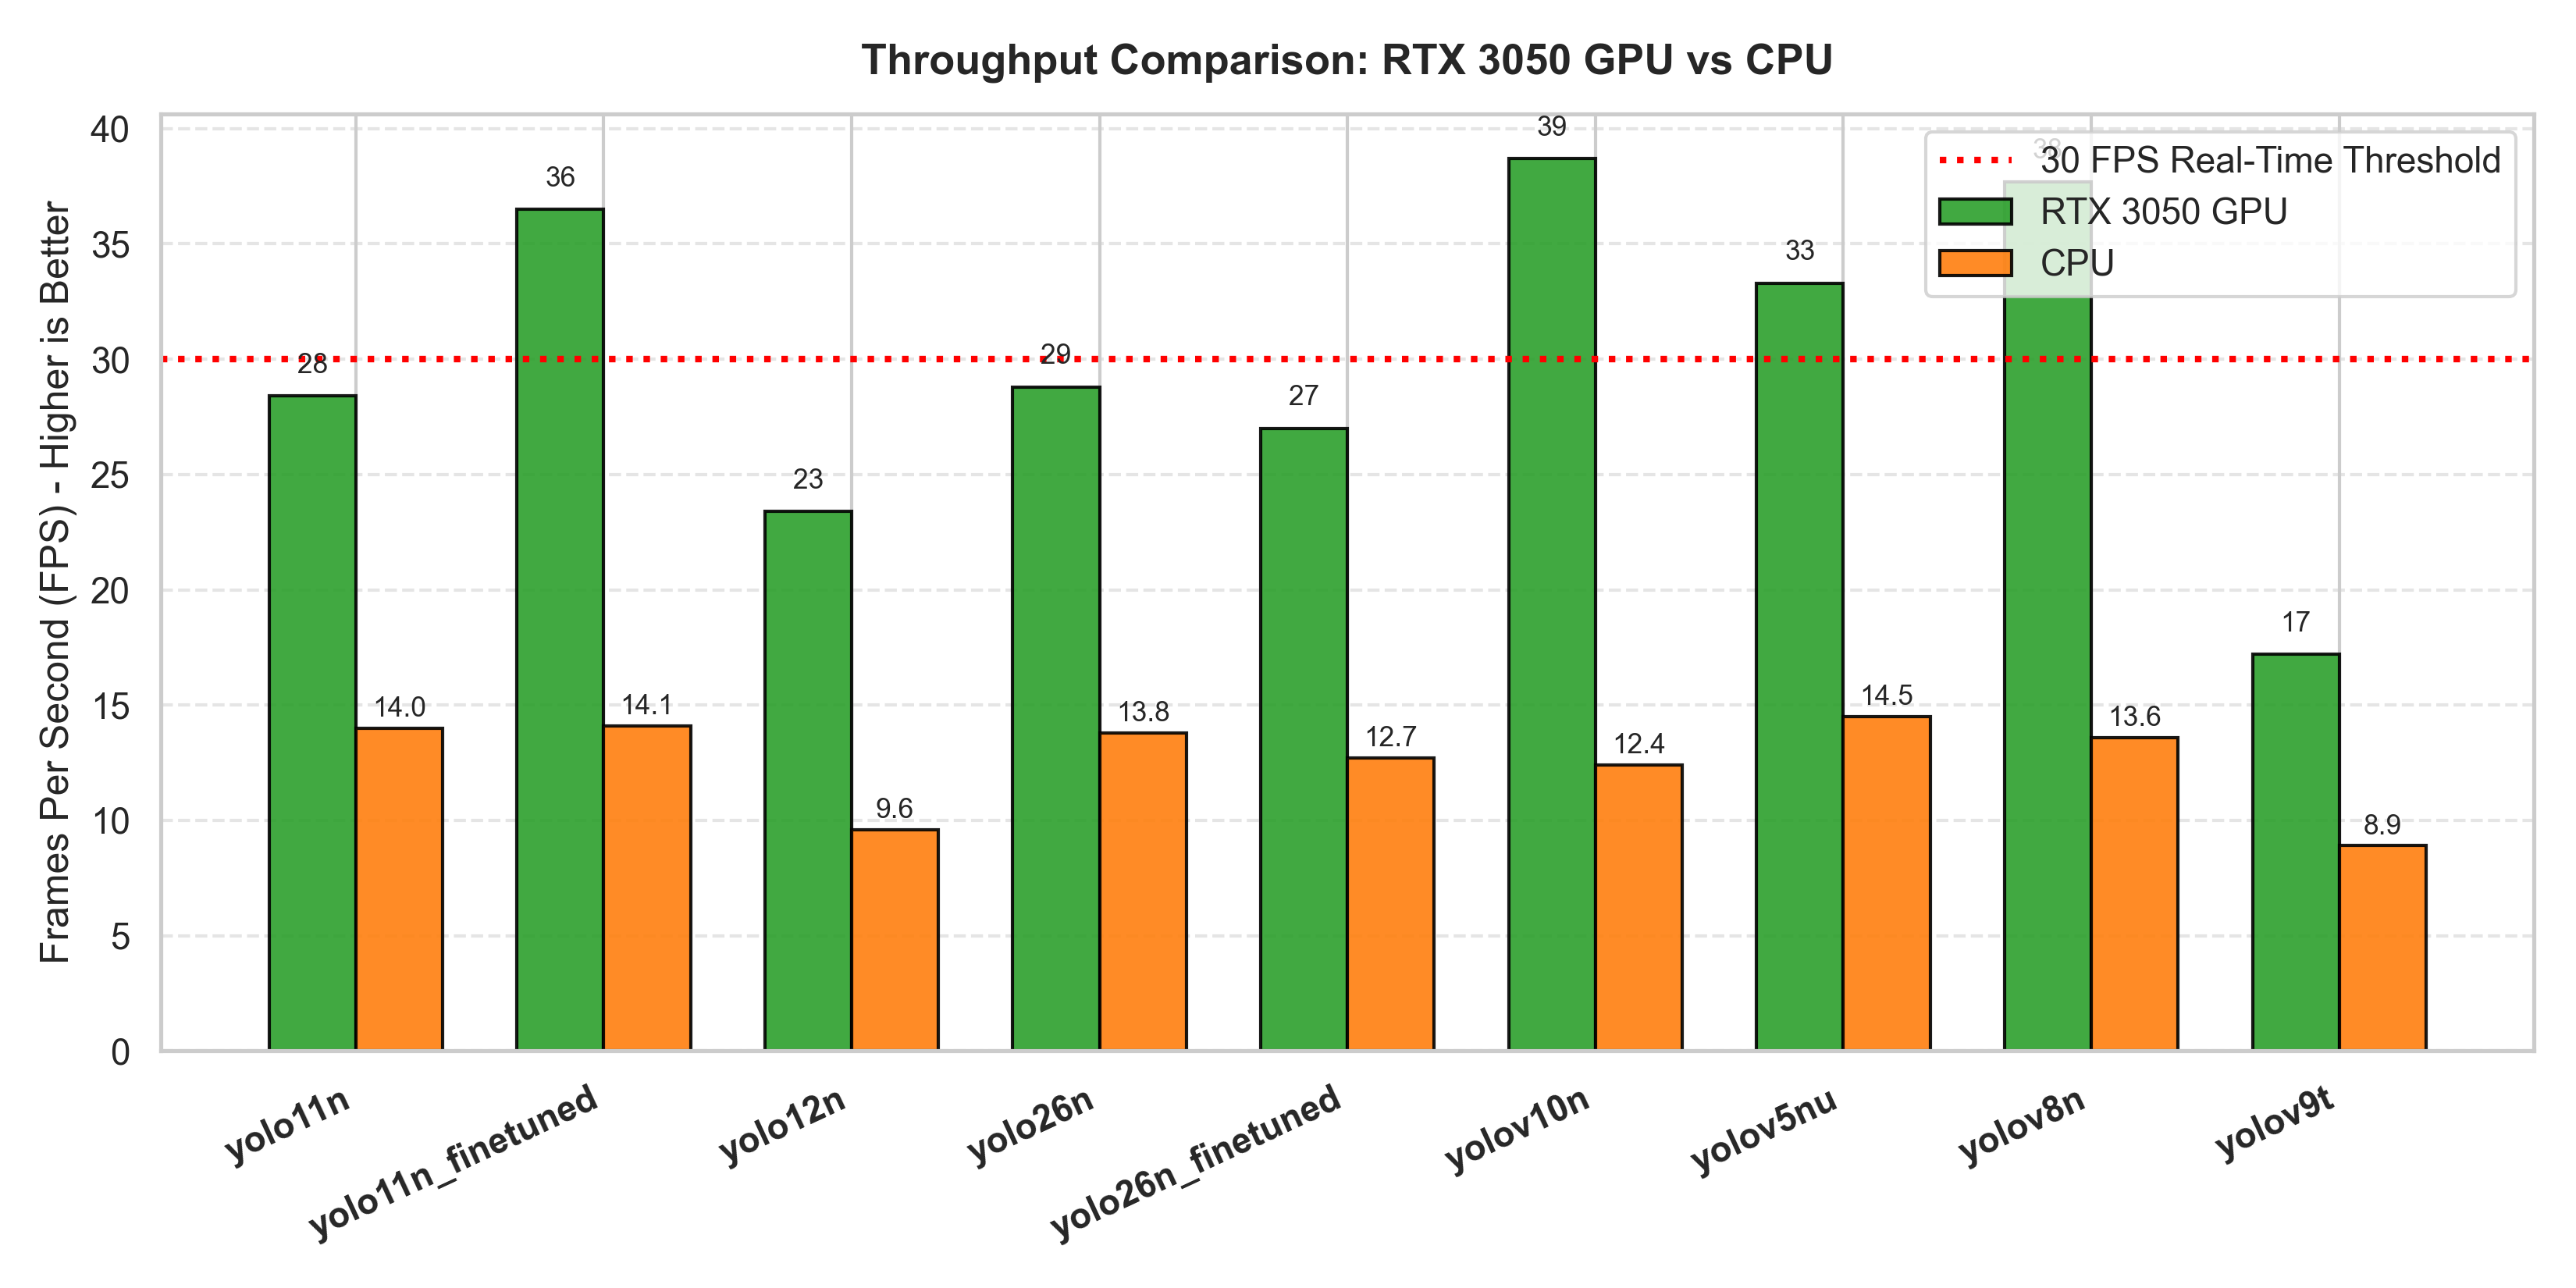 Throughput Comparison: RTX 3050 GPU vs CPU
Frames Per Second (FPS) - Higher is Better
40
35
30
25
20
15
10
5
0
30 FPS Real-Time Threshold
RTX 3050 GPU
CPU
28
14.0
36
14.1
23
9.6
29
13.8
27
12.7
39
12.4
33
14.5
38
13.6
17
8.9
yolo11n
yolo11n_finetuned
yolo12n
yolo26n
yolo26n_finetuned
yolov10n
yolov5nu
yolov8n
yolov9t